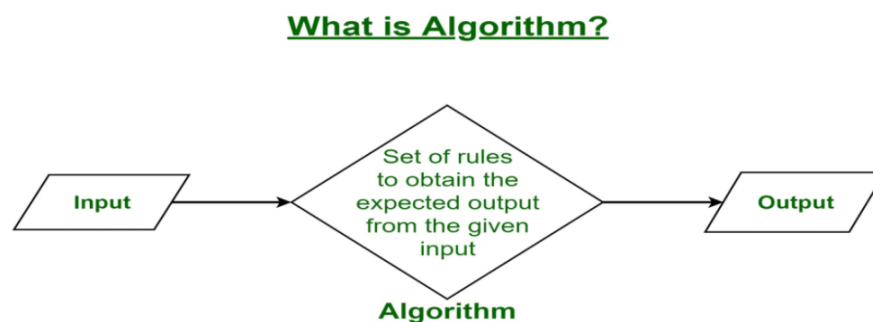 What is Algorithm?
Input
Set of rules
to obtain the
expected output
from the given
input
Output
Algorithm